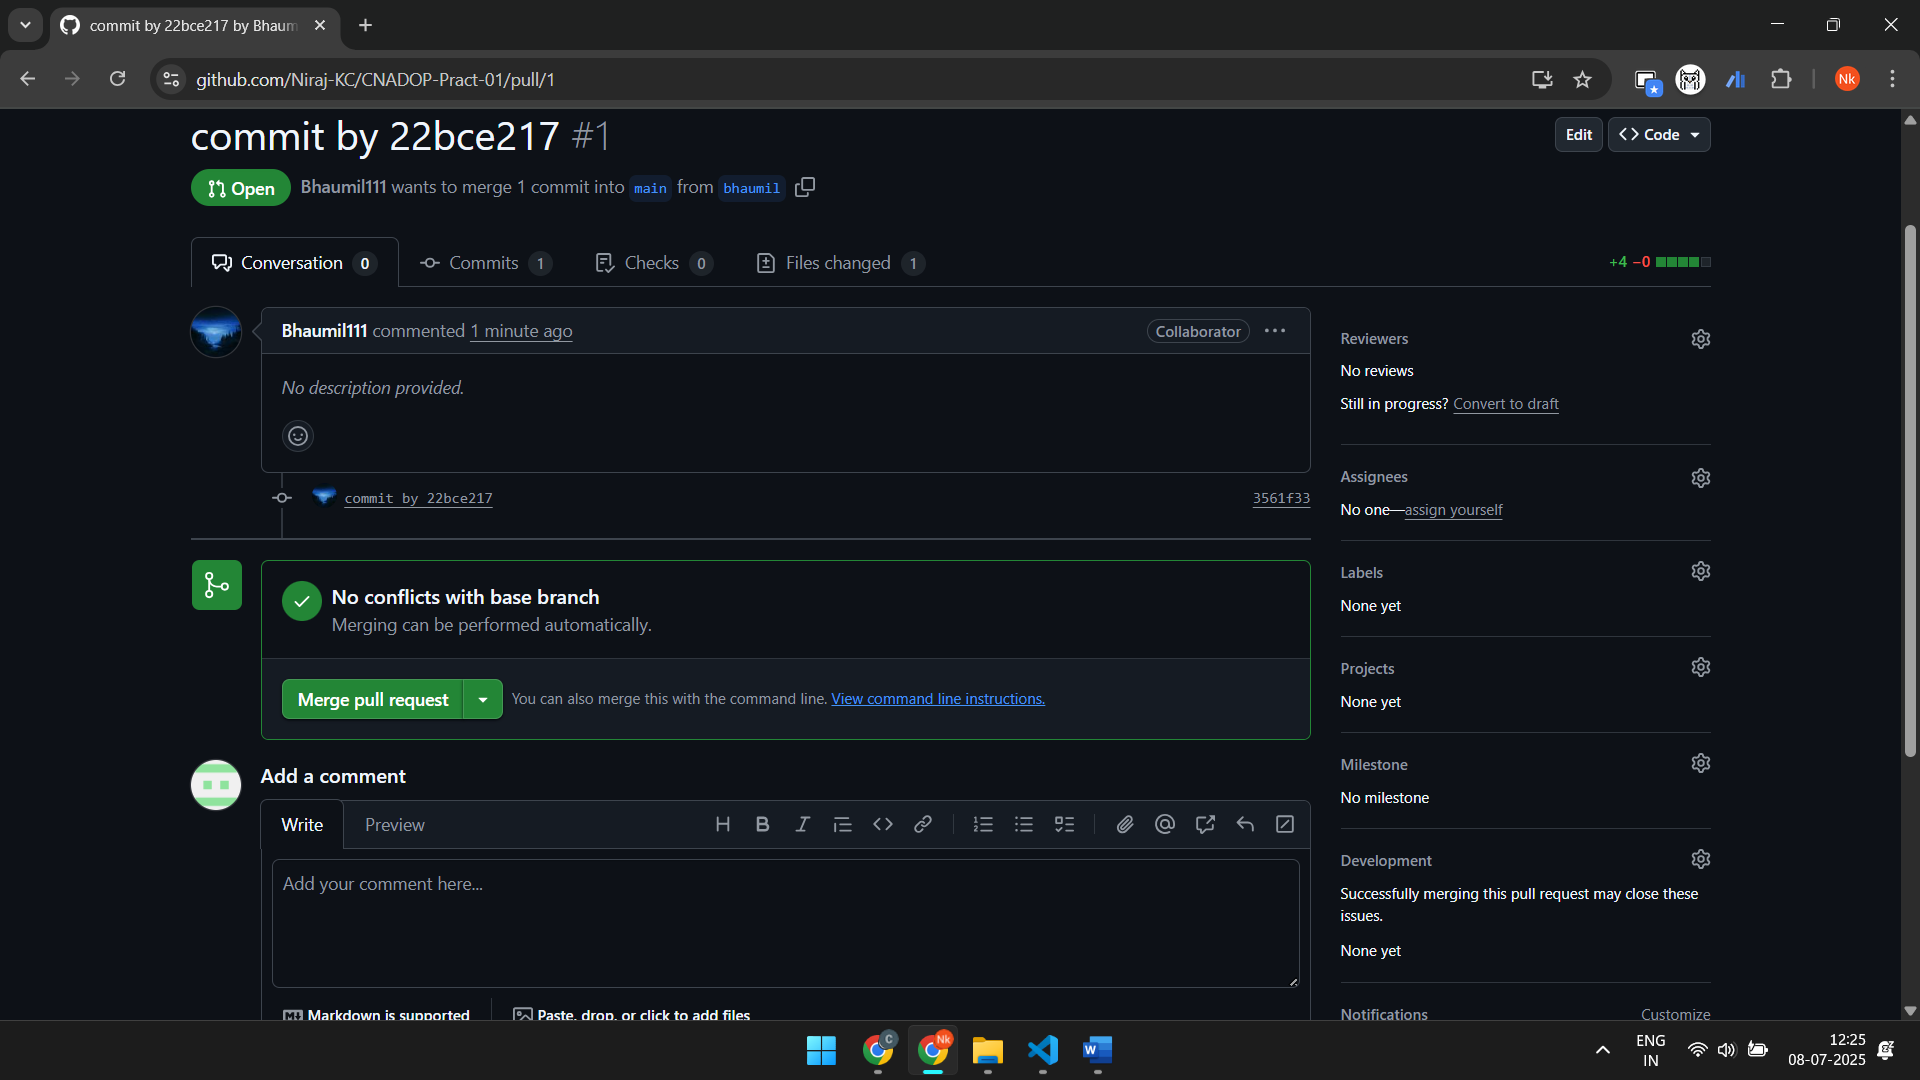 commit by 22bce217 by Bhaum
github.com/Niraj-KC/CNADOP-Pract-01/pull/1
Nk
commit by 22bce217 #1
Edit
Code
Open
Bhaumil111 wants to merge 1 commit into main from bhaumil
Conversation 0
Commits 1
Checks 0
Files changed 1
+4 −0
Bhaumil111 commented 1 minute ago
Collaborator
No description provided.
commit by 22bce217
3561f33
No conflicts with base branch
Merging can be performed automatically.
Merge pull request
You can also merge this with the command line. View command line instructions.
Add a comment
Write
Preview
Add your comment here...
Markdown is supported
Paste, drop, or click to add files
Reviewers
No reviews
Still in progress? Convert to draft
Assignees
No one—assign yourself
Labels
None yet
Projects
None yet
Milestone
No milestone
Development
Successfully merging this pull request may close these
issues.
None yet
Notifications
Customize
C
Nk
W
ENG
IN
12:25
08-07-2025